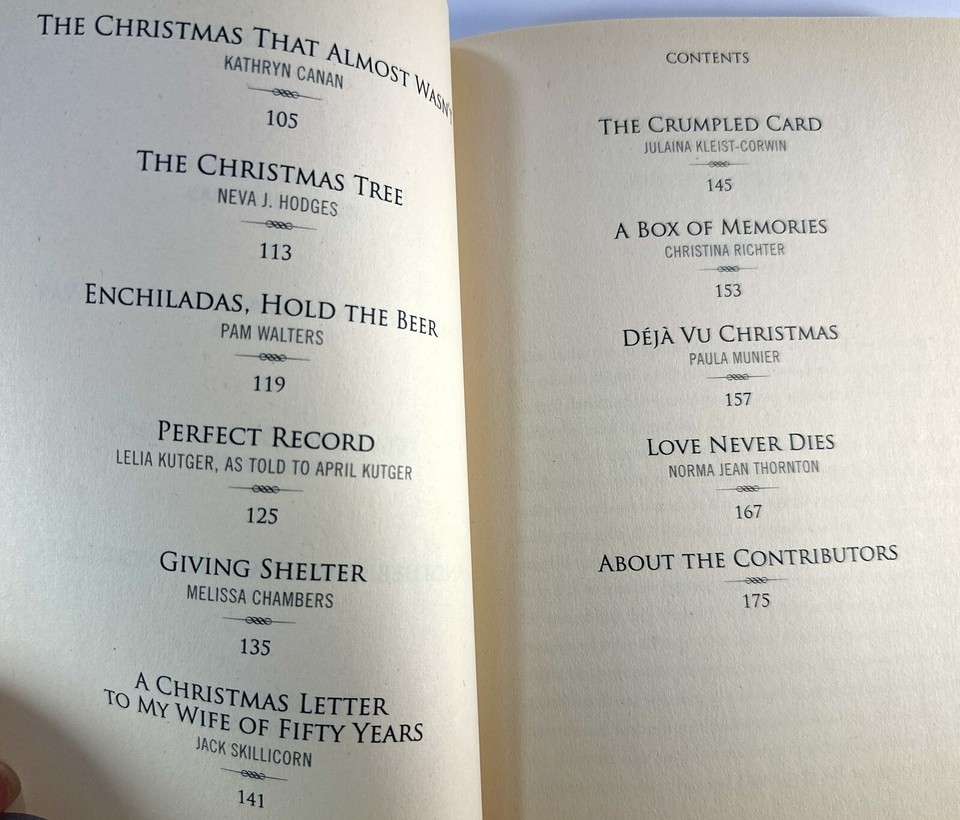 THE CHRISTMAS THAT ALMOST WASN'T
KATHRYN CANAN
105
THE CHRISTMAS TREE
NEVA J. HODGES
113
ENCHILADAS, HOLD THE BEER
PAM WALTERS
119
PERFECT RECORD
LELIA KUTGER, AS TOLD TO APRIL KUTGER
125
GIVING SHELTER
MELISSA CHAMBERS
135
A CHRISTMAS LETTER
TO MY WIFE OF FIFTY YEARS
JACK SKILLICORN
141
CONTENTS
THE CRUMPLED CARD
JULAINA KLEIST-CORWIN
145
A BOX OF MEMORIES
CHRISTINA RICHTER
153
DÉJÀ VU CHRISTMAS
PAULA MUNIER
157
LOVE NEVER DIES
NORMA JEAN THORNTON
167
ABOUT THE CONTRIBUTORS
175